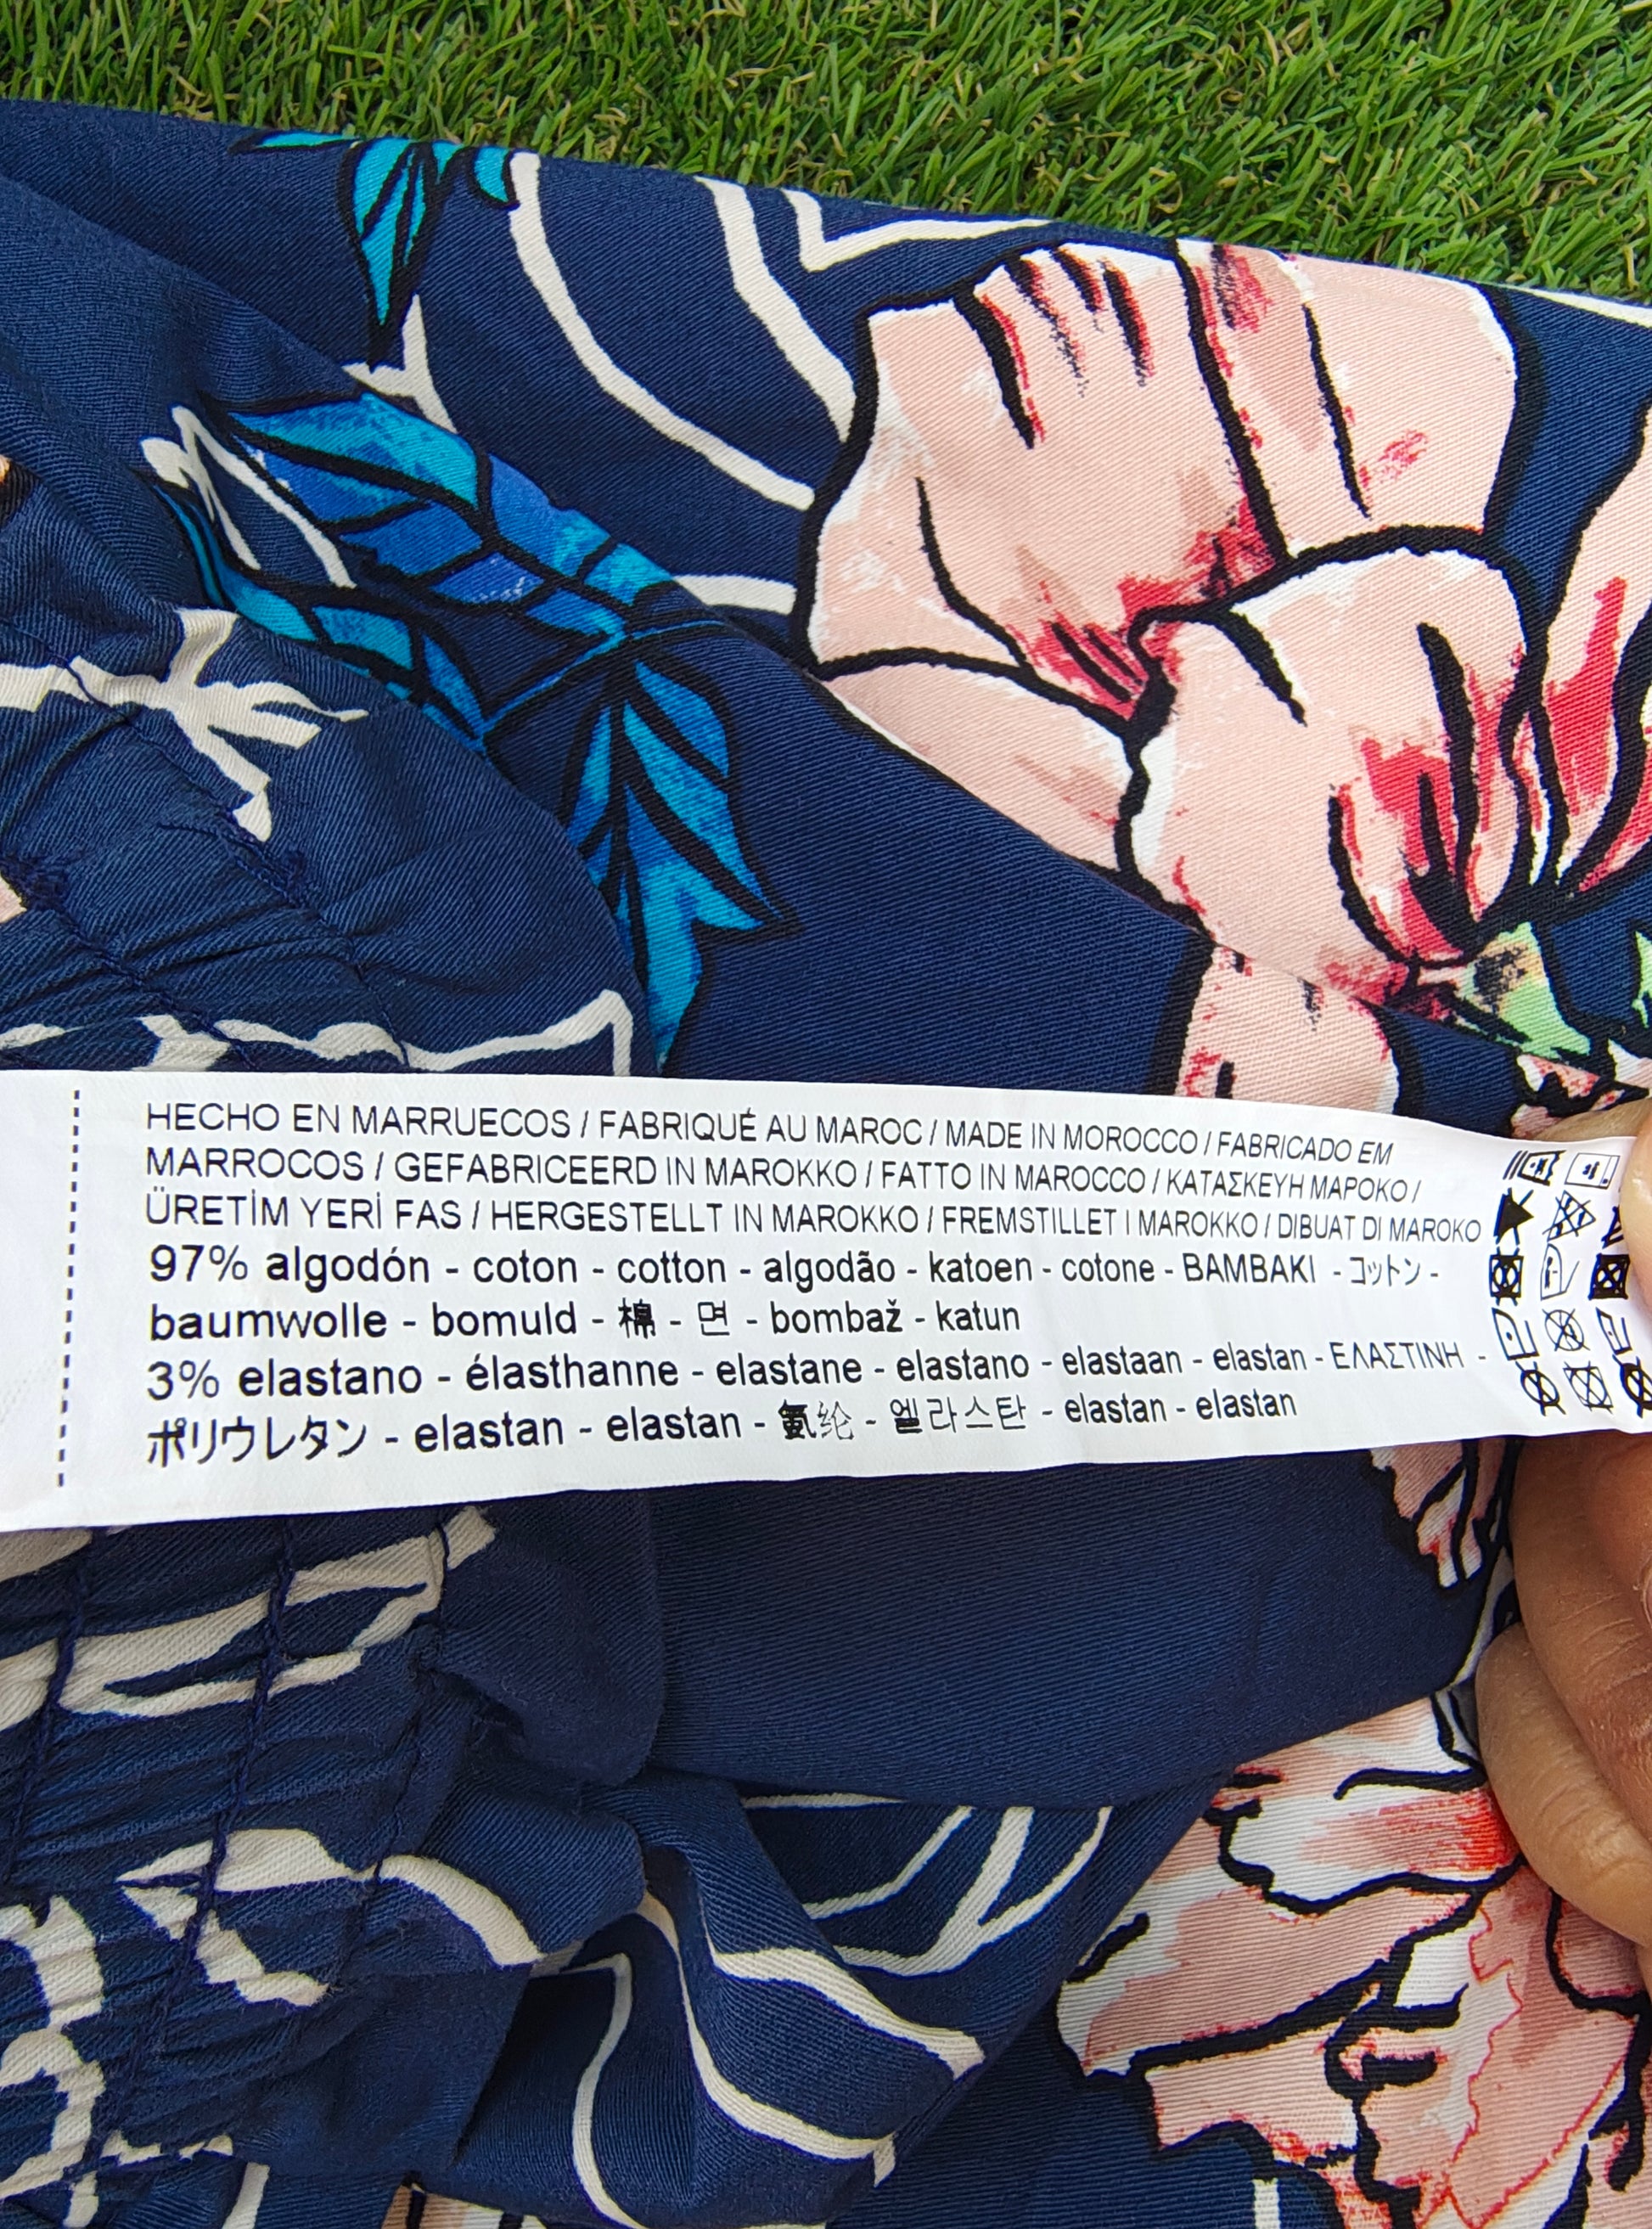 HECHO EN MARRUECOS / FABRIQUÉ AU MAROC / MADE IN MOROCCO / FABRICADO EM
MARROCOS / GEFABRICEERD IN MAROKKO / FATTO IN MAROCCO / ΚΑΤΑΣΚΕΥΗ ΜΑΡΟΚΟ /
ÜRETİM YERİ FAS / HERGESTELLT IN MAROKKO / FREMSTILLET I MAROKKO / DIBUAT DI MAROKO
97% algodón - coton - cotton - algodão - katoen - cotone - BAMBAKI - コットン -
baumwolle - bomuld - 棉 - 면 - bombaž - katun
3% elastano - élasthanne - elastane - elastano - elastaan - elastan - ΕΛΑΣΤΙΝΗ -
ポリウレタン - elastan - elastan - 氨纶 - 엘라스탄 - elastan - elastan